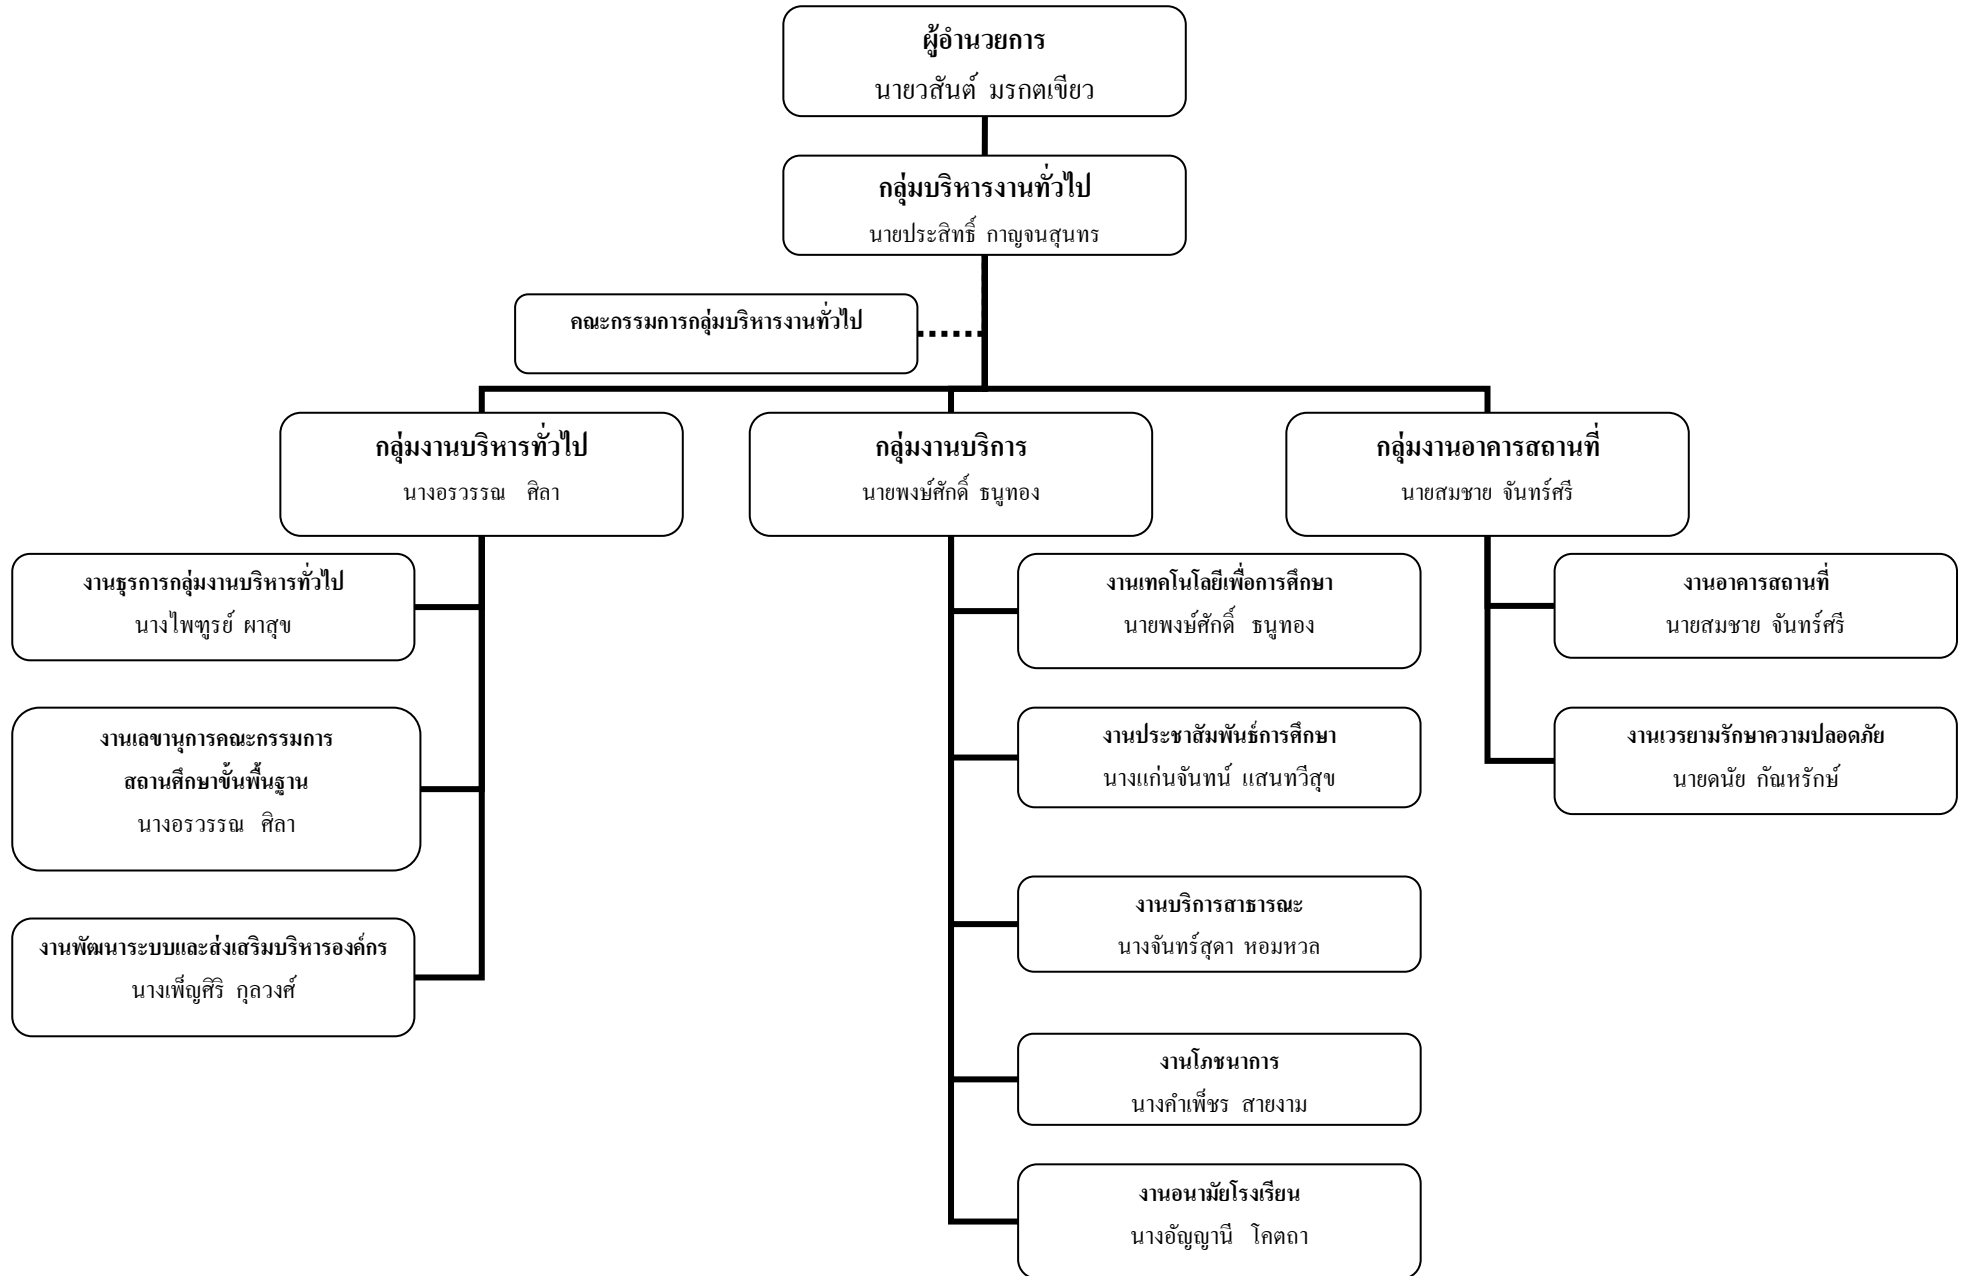 ผู้อำนวยการ
นายวสันต์ มรกตเขียว
กลุ่มบริหารงานทั่วไป
นายประสิทธิ์ กาญจนสุนทร
คณะกรรมการกลุ่มบริหารงานทั่วไป
กลุ่มงานบริหารทั่วไป
นางอรวรรณ ศิลา
งานธุรการกลุ่มงานบริหารทั่วไป
นางไพฑูรย์ ผาสุข
งานเลขานุการคณะกรรมการ
สถานศึกษาขั้นพื้นฐาน
นางอรวรรณ ศิลา
งานพัฒนาระบบและส่งเสริมบริหารองค์กร
นางเพ็ญศิริ กุลวงศ์
กลุ่มงานบริการ
นายพงษ์ศักดิ์ ธนูทอง
งานเทคโนโลยีเพื่อการศึกษา
นายพงษ์ศักดิ์ ธนูทอง
งานประชาสัมพันธ์การศึกษา
นางแก่นจันทน์ แสนทวีสุข
งานบริการสาธารณะ
นางจันทร์สุดา หอมหวล
งานโภชนาการ
นางคำเพ็ชร สายงาม
งานอนามัยโรงเรียน
นางอัญญานี โคตถา
กลุ่มงานอาคารสถานที่
นายสมชาย จันทร์ศรี
งานอาคารสถานที่
นายสมชาย จันทร์ศรี
งานเวรยามรักษาความปลอดภัย
นายดนัย กัณหรักษ์